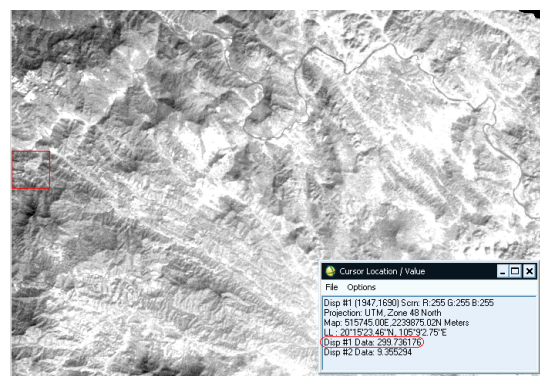 Cursor Location / Value
File Options
Disp #1 (1947,1690) Scrn: R:255 G:255 B:255
Projection: UTM, Zone 48 North
Map: 515745.00E,2239875.02N Meters
LL : 20°15'23.46"N, 105°9'2.75"E
Disp #1 Data: 299.736176
Disp #2 Data: 9.355294